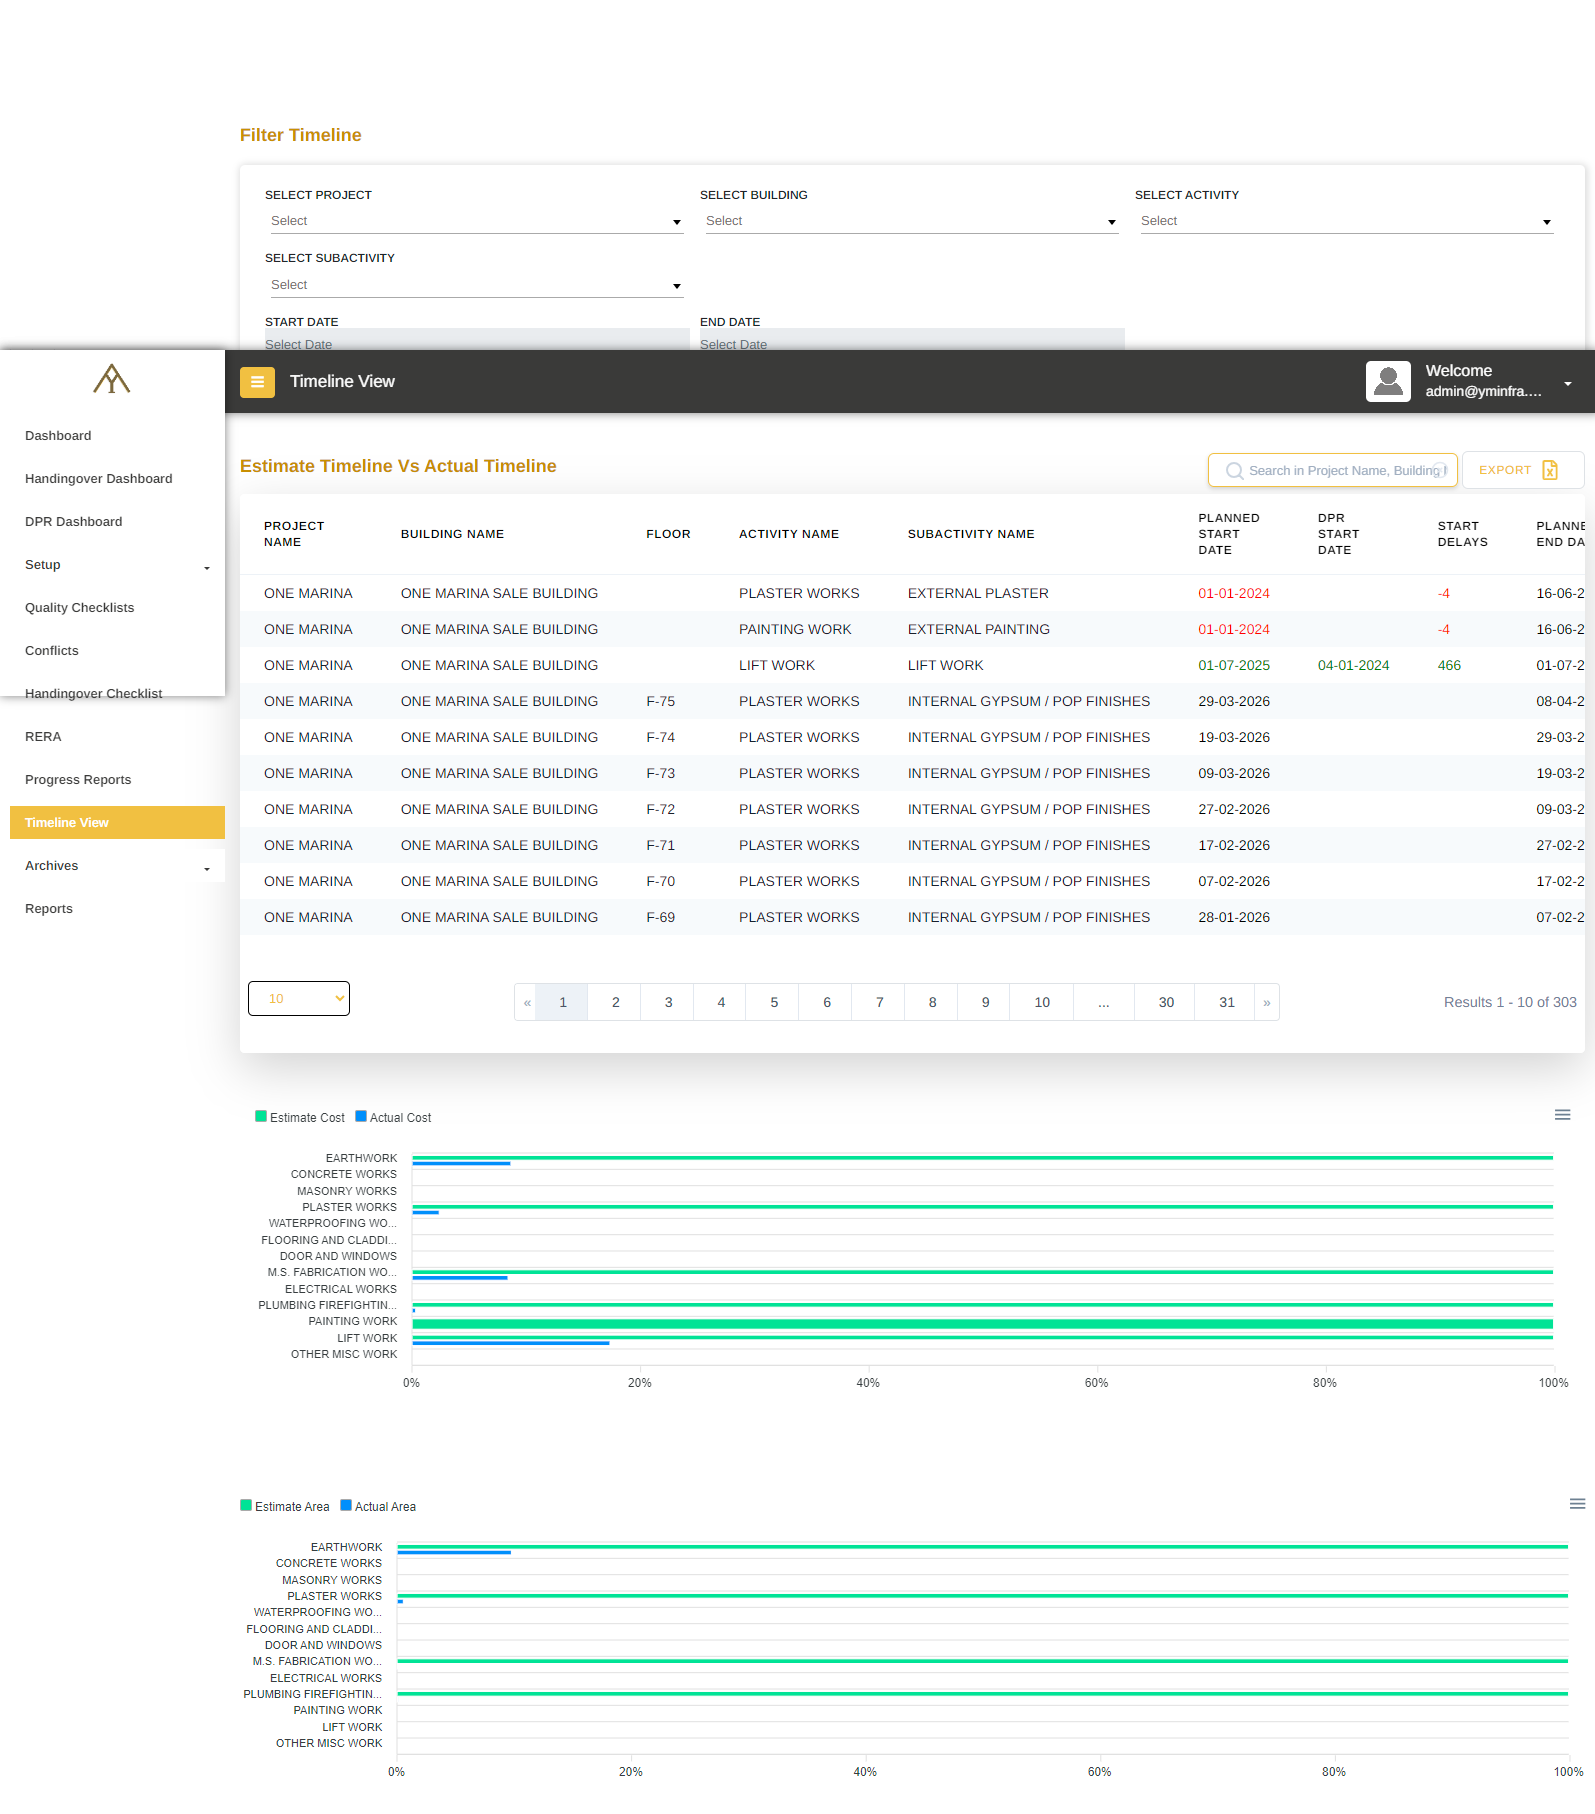 Filter Timeline
SELECT PROJECT SELECT BUILDING SELECT ACTIVITY
Select Select Select
SELECT SUBACTIVITY
Select
START DATE END DATE
Select Date Select Date
Timeline View
Welcome
admin@yminfra....
Dashboard
Handingover Dashboard
DPR Dashboard
Setup
Quality Checklists
Conflicts
Handingover Checklist
RERA
Progress Reports
Timeline View
Archives
Reports
Estimate Timeline Vs Actual Timeline
Search in Project Name, Building
EXPORT
PROJECT NAME BUILDING NAME FLOOR ACTIVITY NAME SUBACTIVITY NAME PLANNED START DATE DPR START DATE START DELAYS PLANNE END DA
ONE MARINA ONE MARINA SALE BUILDING PLASTER WORKS EXTERNAL PLASTER 01-01-2024 -4 16-06-2
ONE MARINA ONE MARINA SALE BUILDING PAINTING WORK EXTERNAL PAINTING 01-01-2024 -4 16-06-2
ONE MARINA ONE MARINA SALE BUILDING LIFT WORK LIFT WORK 01-07-2025 04-01-2024 466 01-07-2
ONE MARINA ONE MARINA SALE BUILDING F-75 PLASTER WORKS INTERNAL GYPSUM / POP FINISHES 29-03-2026 08-04-2
ONE MARINA ONE MARINA SALE BUILDING F-74 PLASTER WORKS INTERNAL GYPSUM / POP FINISHES 19-03-2026 29-03-2
ONE MARINA ONE MARINA SALE BUILDING F-73 PLASTER WORKS INTERNAL GYPSUM / POP FINISHES 09-03-2026 19-03-2
ONE MARINA ONE MARINA SALE BUILDING F-72 PLASTER WORKS INTERNAL GYPSUM / POP FINISHES 27-02-2026 09-03-2
ONE MARINA ONE MARINA SALE BUILDING F-71 PLASTER WORKS INTERNAL GYPSUM / POP FINISHES 17-02-2026 27-02-2
ONE MARINA ONE MARINA SALE BUILDING F-70 PLASTER WORKS INTERNAL GYPSUM / POP FINISHES 07-02-2026 17-02-2
ONE MARINA ONE MARINA SALE BUILDING F-69 PLASTER WORKS INTERNAL GYPSUM / POP FINISHES 28-01-2026 07-02-2
10 « 1 2 3 4 5 6 7 8 9 10 ... 30 31 » Results 1 - 10 of 303
Estimate Cost Actual Cost
EARTHWORK
CONCRETE WORKS
MASONRY WORKS
PLASTER WORKS
WATERPROOFING WO...
FLOORING AND CLADDI...
DOOR AND WINDOWS
M.S. FABRICATION WO...
ELECTRICAL WORKS
PLUMBING FIREFIGHTIN...
PAINTING WORK
LIFT WORK
OTHER MISC WORK
0% 20% 40% 60% 80% 100%
Estimate Area Actual Area
EARTHWORK
CONCRETE WORKS
MASONRY WORKS
PLASTER WORKS
WATERPROOFING WO...
FLOORING AND CLADDI...
DOOR AND WINDOWS
M.S. FABRICATION WO...
ELECTRICAL WORKS
PLUMBING FIREFIGHTIN...
PAINTING WORK
LIFT WORK
OTHER MISC WORK
0% 20% 40% 60% 80% 100%